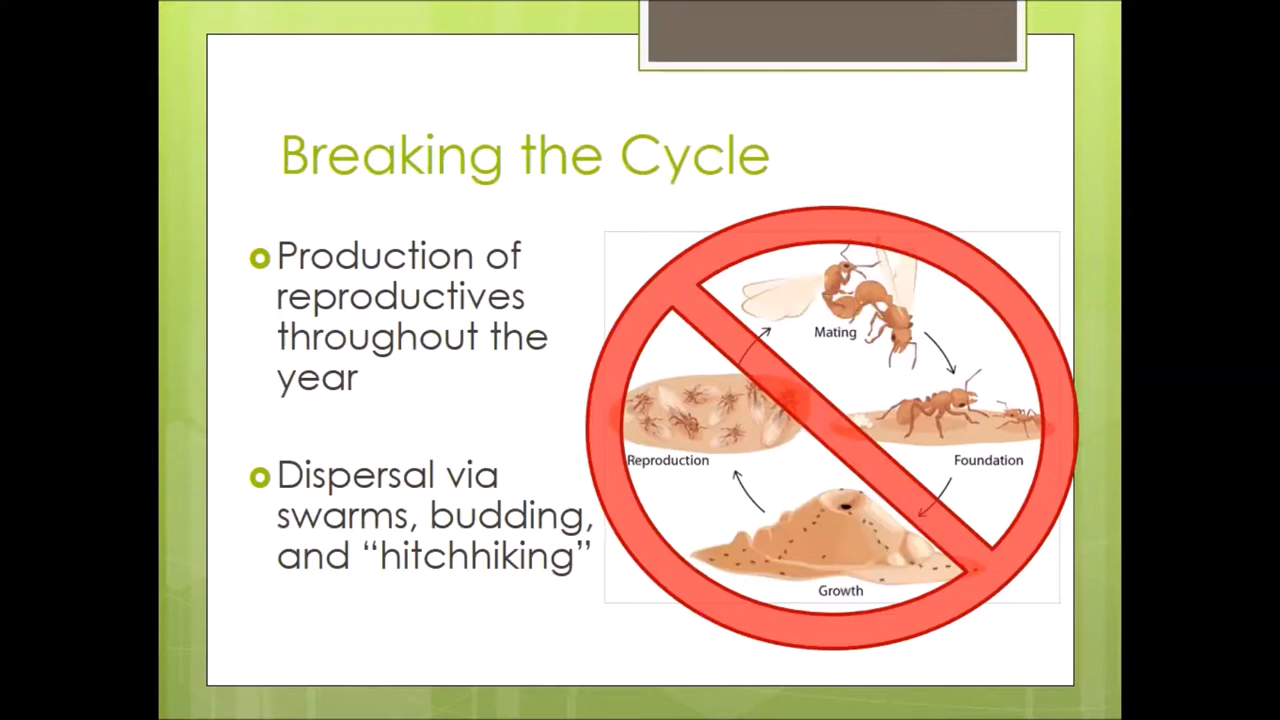 Breaking the Cycle
Production of
reproductives
throughout the
year
Dispersal via
swarms, budding,
and “hitchhiking”
Mating
Foundation
Growth
Reproduction